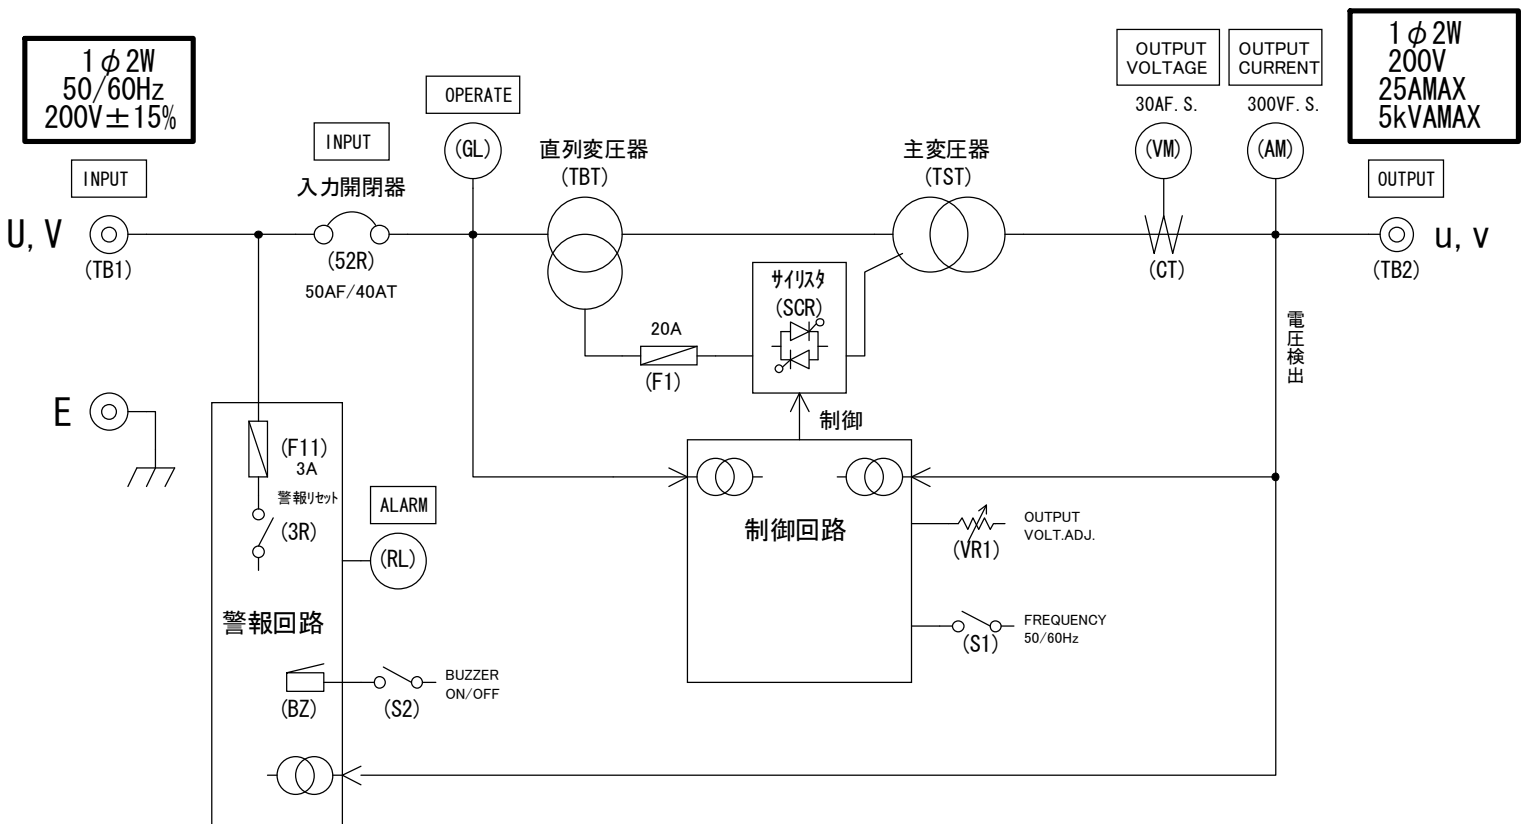 1φ2W
50/60Hz
200V±15%
INPUT
U, V
(TB1)
E
INPUT
入力開閉器
(52R)
50AF/40AT
OPERATE
(GL)
直列変圧器
(TBT)
主変圧器
(TST)
OUTPUT
VOLTAGE
30AF. S.
(VM)
OUTPUT
CURRENT
300VF. S.
(AM)
1φ2W
200V
25AMAX
5kVAMAX
OUTPUT
u, v
(TB2)
(CT)
サイリスタ
(SCR)
20A
(F1)
電圧検出
制御
(F11)
3A
警報リセット
(3R)
ALARM
(RL)
警報回路
(BZ)
(S2)
BUZZER
ON/OFF
制御回路
(VR1)
OUTPUT
VOLT.ADJ.
(S1)
FREQUENCY
50/60Hz